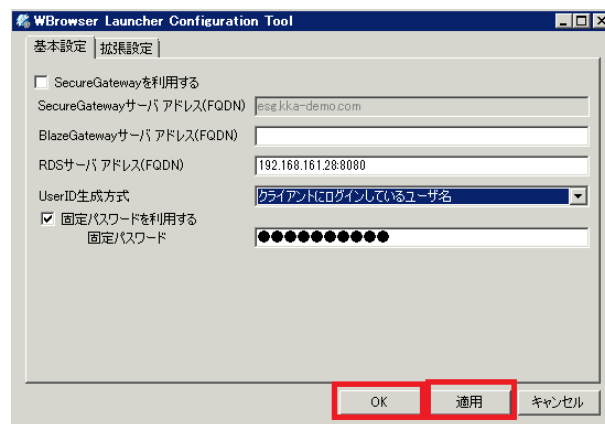 WBrowser Launcher Configuration Tool
基本設定 拡張設定
SecureGatewayを利用する
SecureGatewayサーバ アドレス(FQDN) esg.kka-demo.com
BlazeGatewayサーバ アドレス(FQDN)
RDSサーバ アドレス(FQDN) 192.168.161.28:8080
UserID生成方式 クライアントにログインしているユーザ名
固定パスワードを利用する
固定パスワード ●●●●●●●●●●
OK 適用 キャンセル